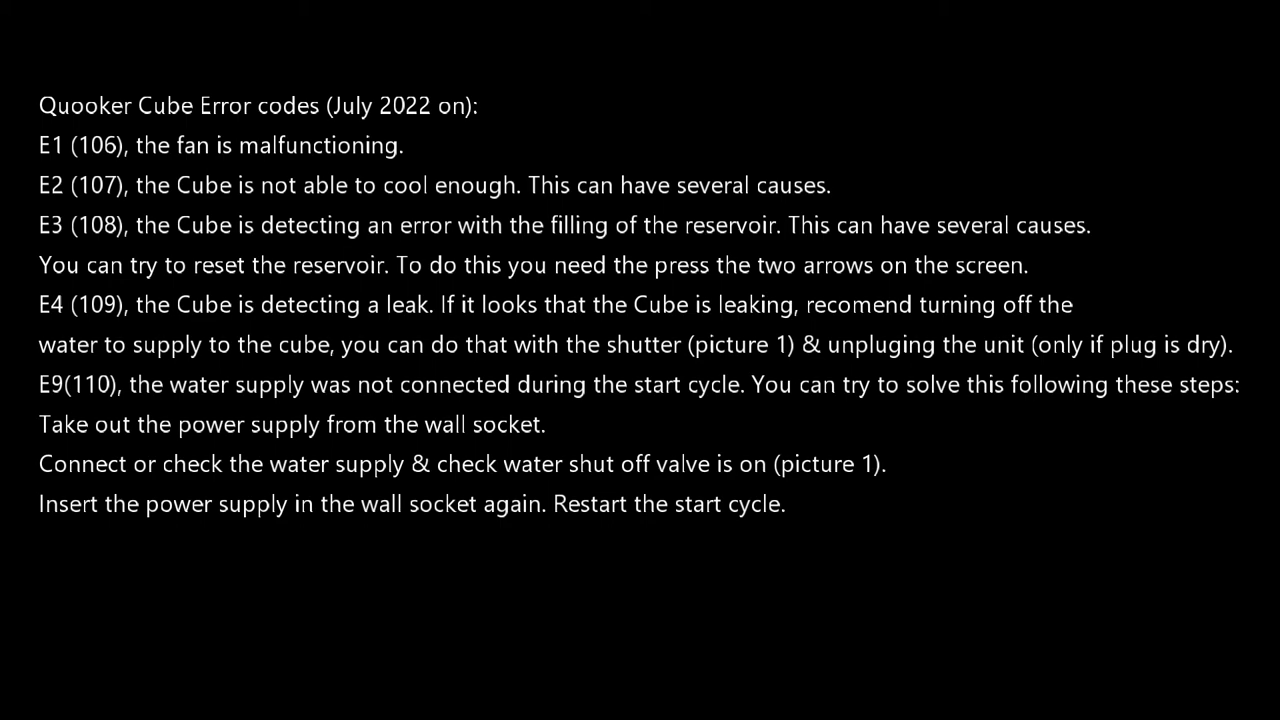 Quooker Cube Error codes (July 2022 on):
E1 (106), the fan is malfunctioning.
E2 (107), the Cube is not able to cool enough. This can have several causes.
E3 (108), the Cube is detecting an error with the filling of the reservoir. This can have several causes.
You can try to reset the reservoir. To do this you need the press the two arrows on the screen.
E4 (109), the Cube is detecting a leak. If it looks that the Cube is leaking, recomend turning off the
water to supply to the cube, you can do that with the shutter (picture 1) & unpluging the unit (only if plug is dry).
E9(110), the water supply was not connected during the start cycle. You can try to solve this following these steps:
Take out the power supply from the wall socket.
Connect or check the water supply & check water shut off valve is on (picture 1).
Insert the power supply in the wall socket again. Restart the start cycle.